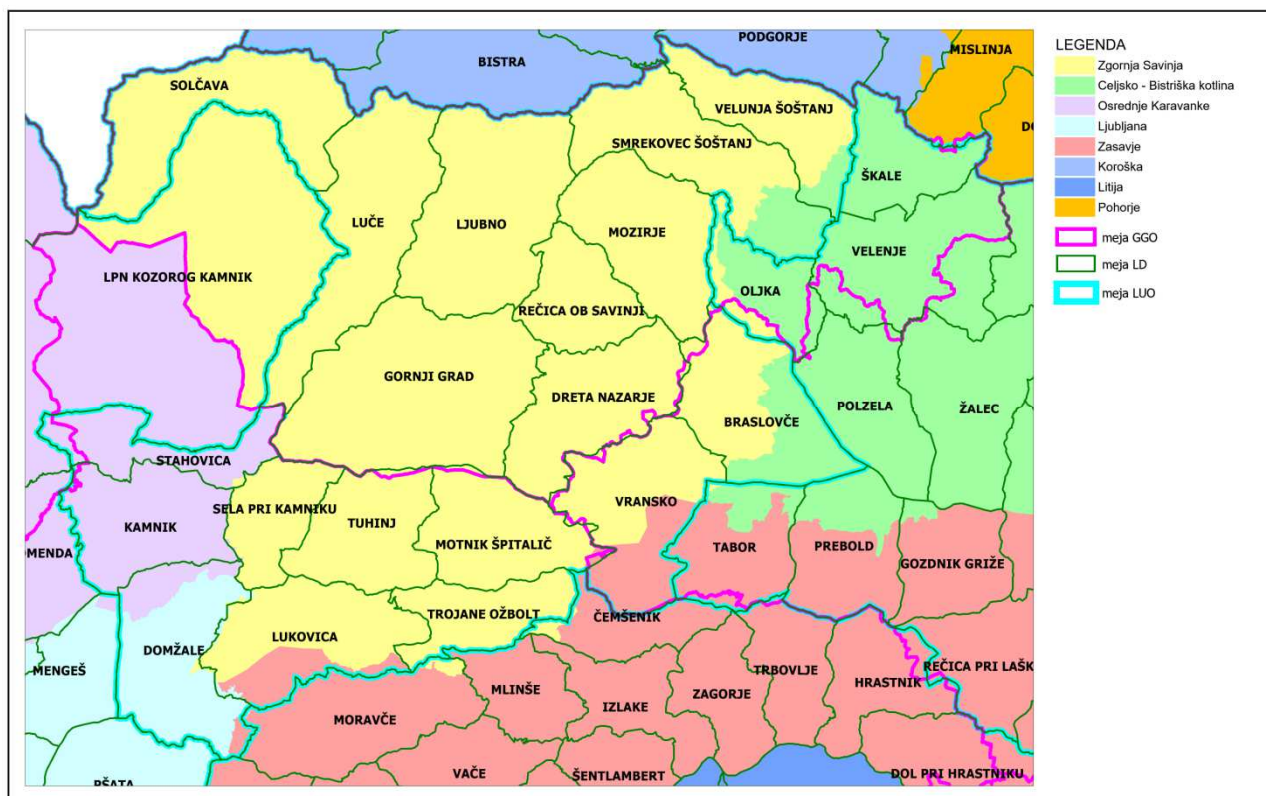 PODGORJE
MISLINJA
BISTRA
SOLČAVA
VELUNJA ŠOŠTANJ
SMREKOVEC ŠOŠTANJ
ŠKALE
LUČE
LJUBNO
MOZIRJE
VELENJE
LPN KOZOROG KAMNIK
OLJKA
REČICA OB SAVINJI
GORNJI GRAD
DRETA NAZARJE
POLZELA
ŽALEC
BRASLOVČE
STAHOVICA
VRANSKO
SELA PRI KAMNIKU
KAMNIK
TUHINJ
MOTNIK ŠPITALIČ
TABOR
PREBOLD
OMENDA
GOZDNIK GRIŽE
TROJANE OŽBOLT
ČEMŠENIK
LUKOVICA
DOMŽALE
MENGEŠ
REČICA PRI LAŠK
TRBOVLJE
HRASTNIK
MLINŠE
ZAGORJE
IZLAKE
MORAVČE
VAČE
ŠENTLAMBERT
DOL PRI HRASTNIKU
PŠATA
LEGENDA
Zgornja Savinja
Celjsko - Bistriška kotlina
Osrednje Karavanke
Ljubljana
Zasavje
Koroška
Litija
Pohorje
meja GGO
meja LD
meja LUO